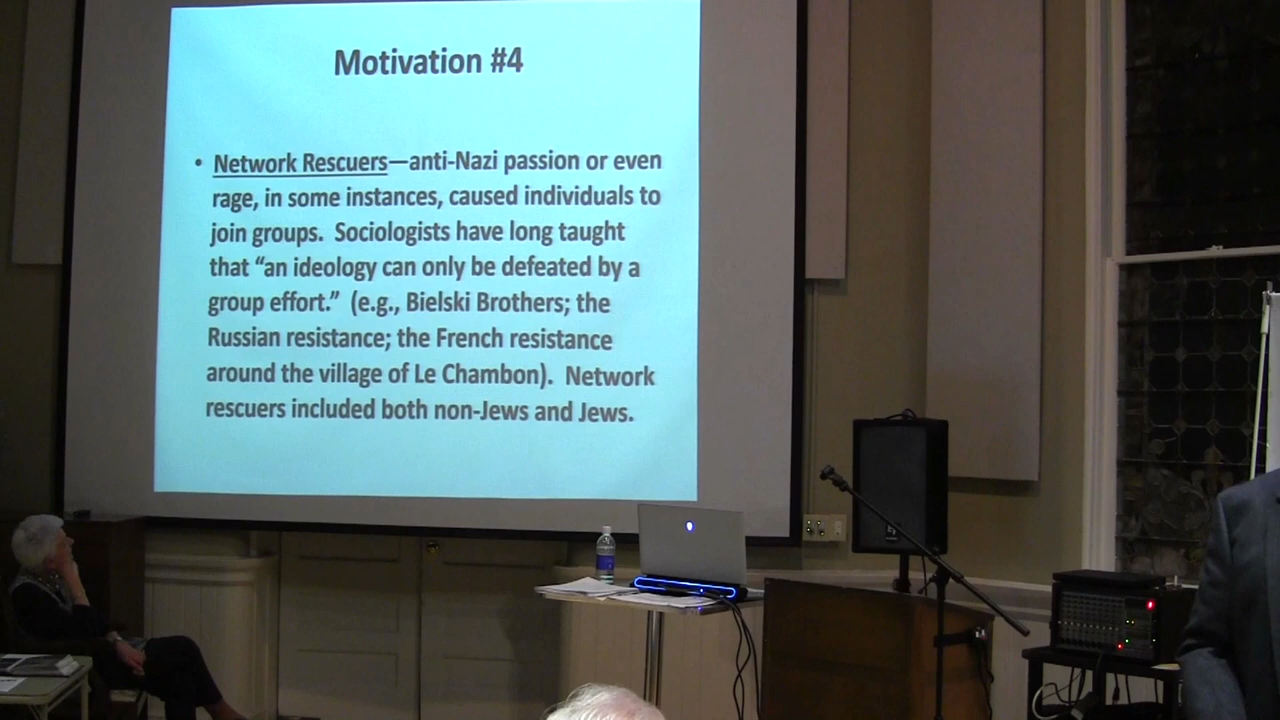 Motivation #4
• Network Rescuers—anti-Nazi passion or even
rage, in some instances, caused individuals to
join groups.  Sociologists have long taught
that “an ideology can only be defeated by a
group effort.”  (e.g., Bielski Brothers; the
Russian resistance; the French resistance
around the village of Le Chambon).  Network
rescuers included both non-Jews and Jews.